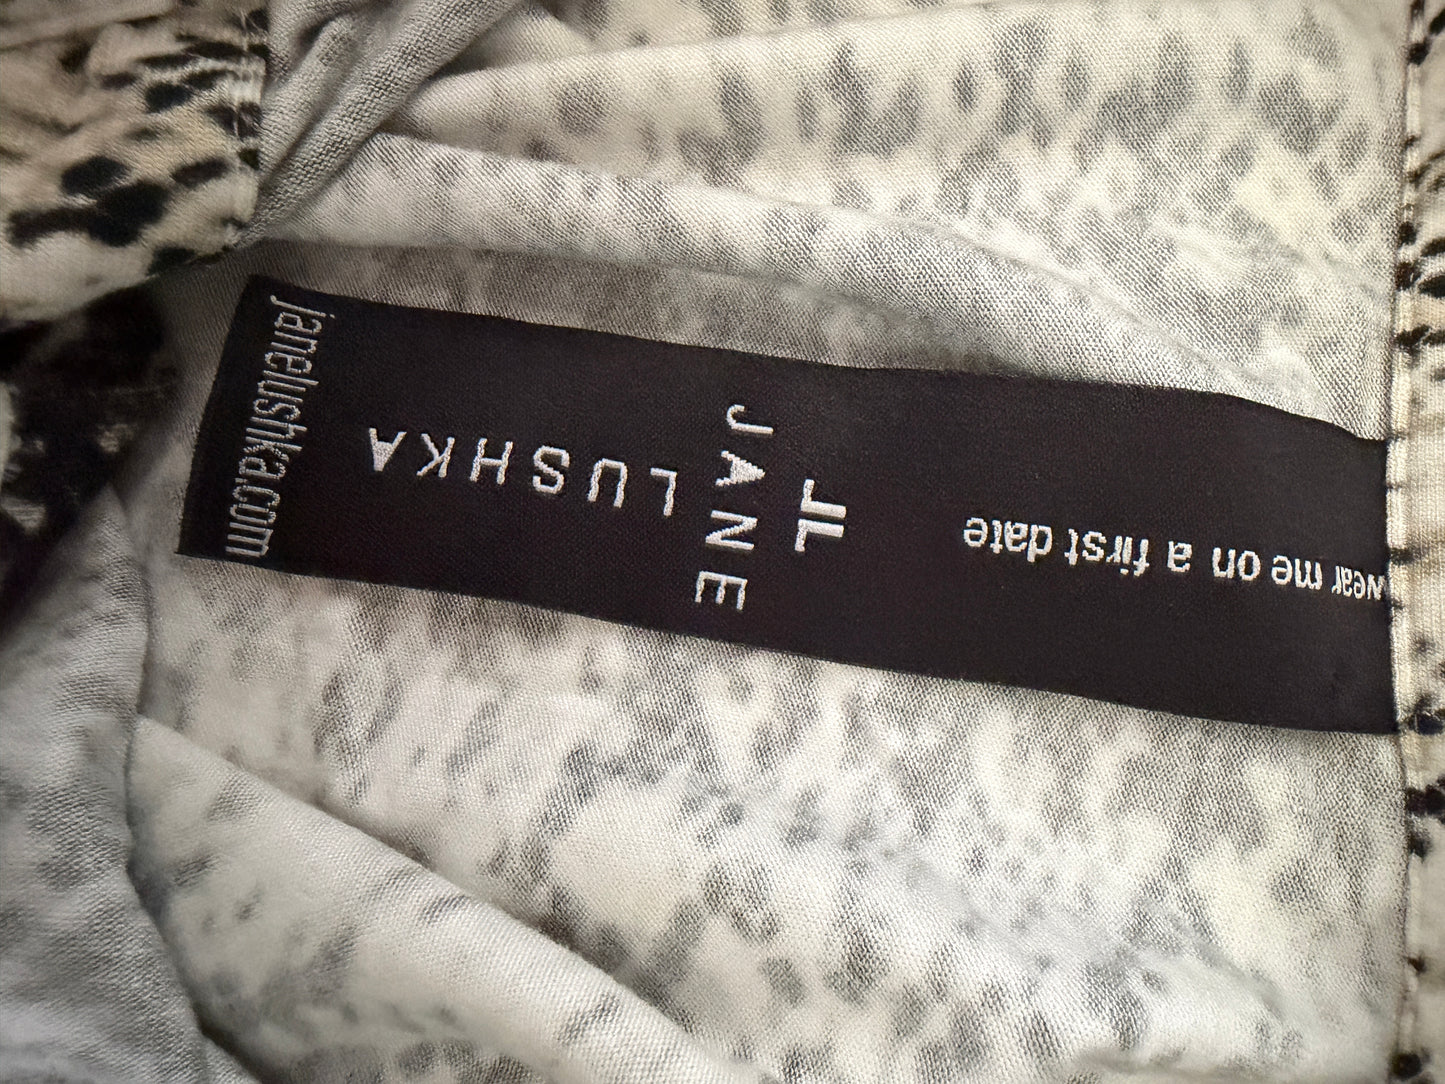 wear me on a first date
JL
JANE
LUSHKA
janelushka.com